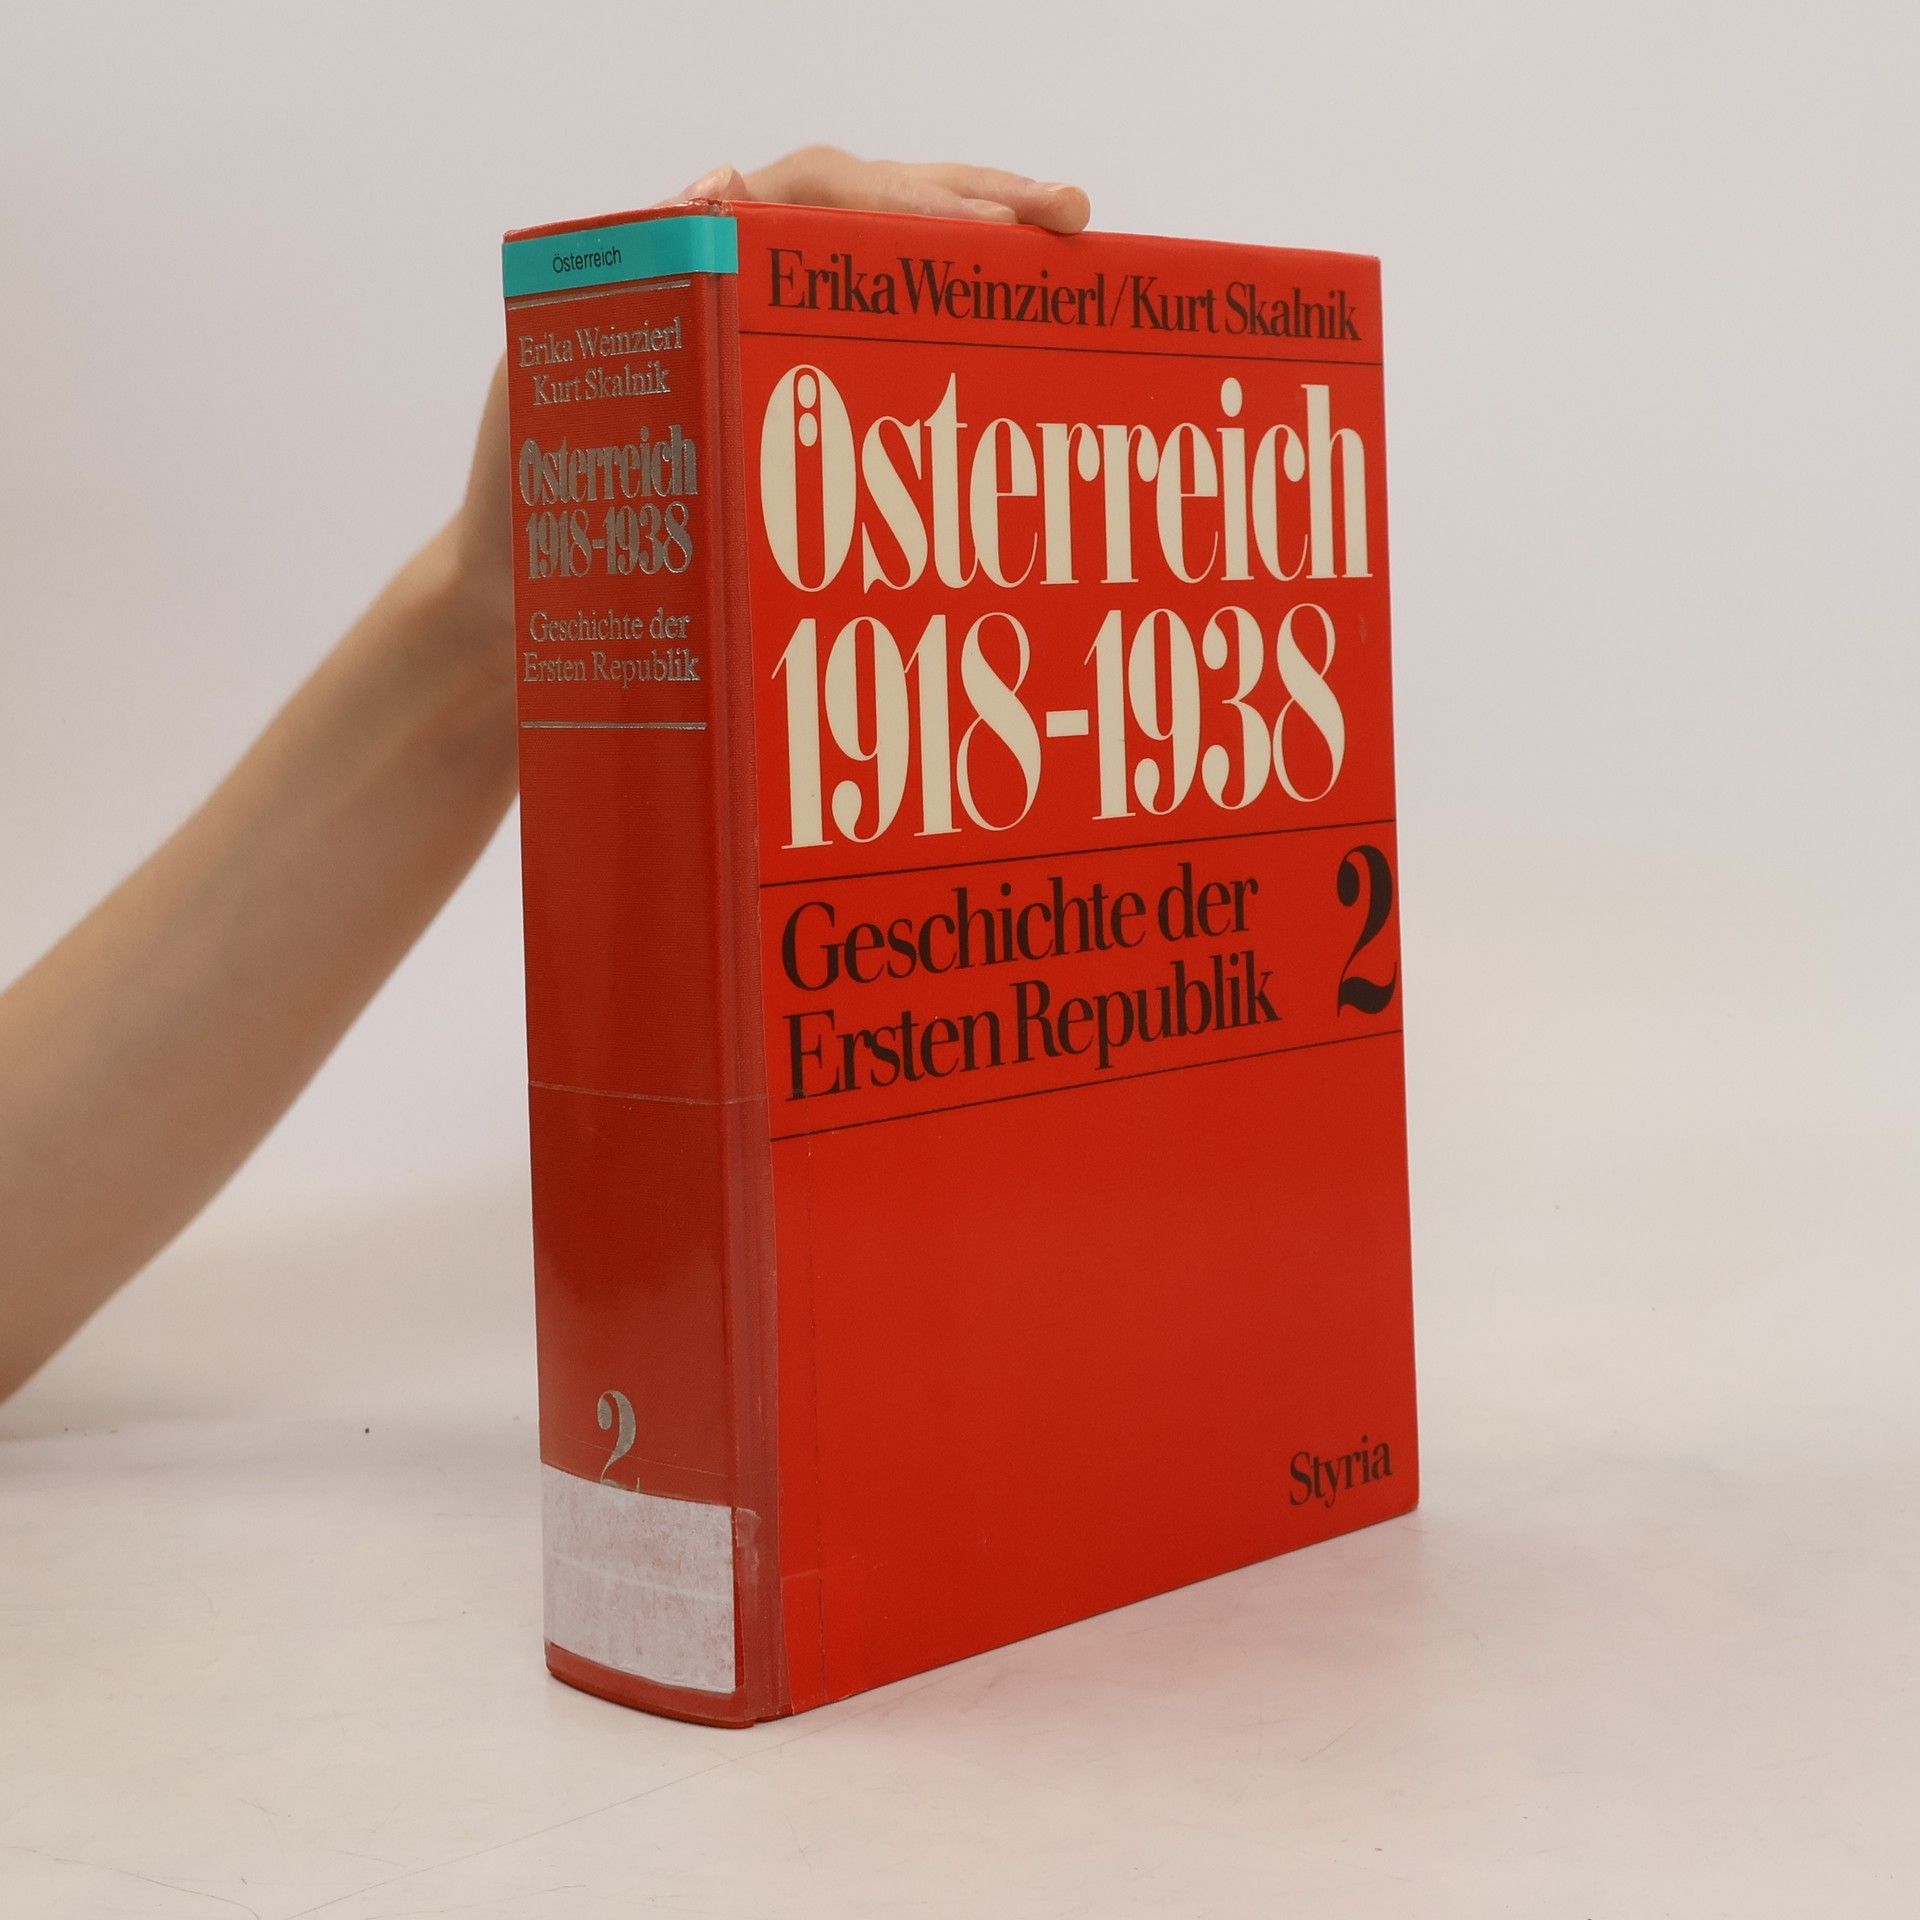 Österreich
Erika Weinzierl
Kurt Skalnik
Österreich
1918-1938
Geschichte der
Ersten Republik
2
Erika Weinzierl/Kurt Skalnik
Österreich
1918-1938
Geschichte der
Ersten Republik
2
Styria